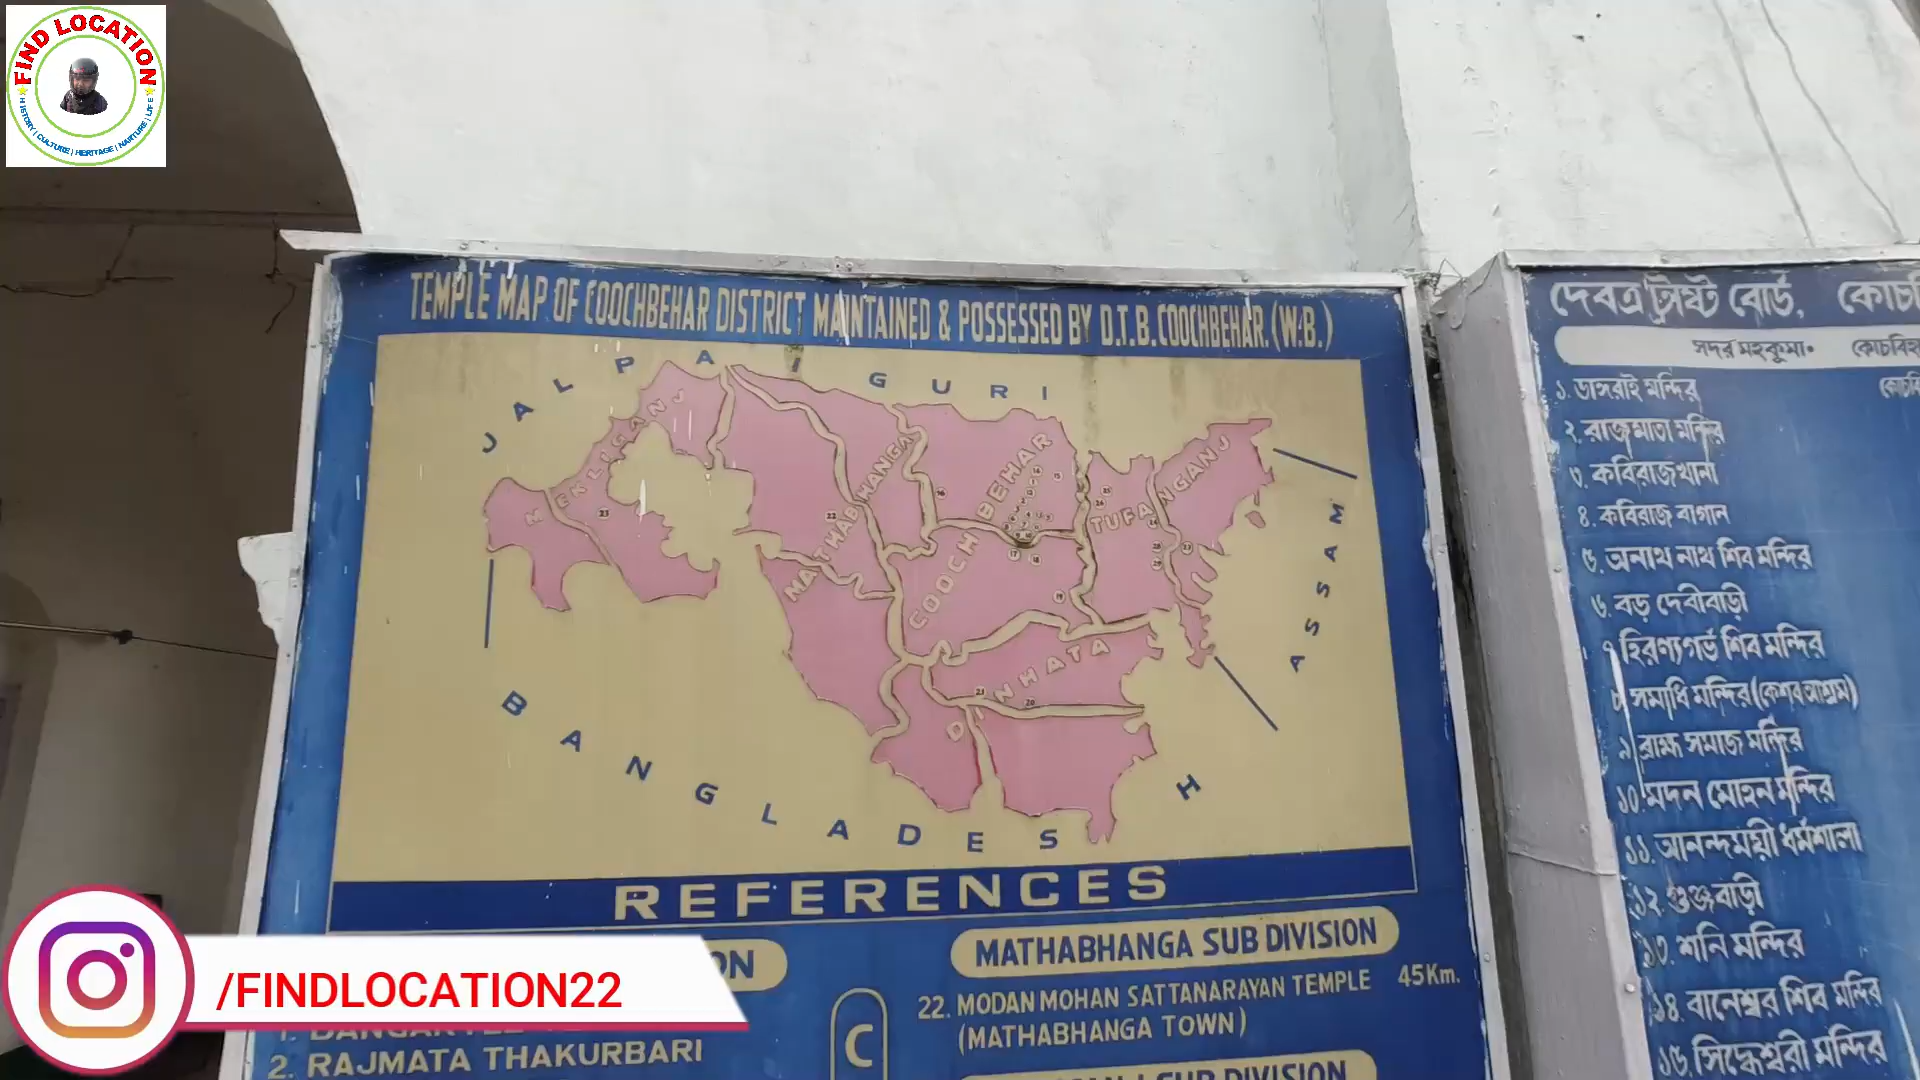 FIND LOCATION
HISTORY | CULTURE | HERITAGE | NARTURE | LIFE
TEMPLE MAP OF COOCHBEHAR DISTRICT MAINTAINED & POSSESSED BY D.T.B. COOCHBEHAR. (W.B.)
JALPAIGURI
MEKLIGANJ
MATHABHANGA
COOCH BEHAR
TUFANGANJ
DINHATA
ASSAM
BANGLADESH
REFERENCES
MATHABHANGA SUB DIVISION
22. MODAN MOHAN SATTANARAYAN TEMPLE 45Km.
(MATHABHANGA TOWN)
C
SUB DIVISION
2. RAJMATA THAKURBARI
/FINDLOCATION22
দেবত্র ট্রাষ্ট বোর্ড,
সদর মহকুমা
১. ডাঙ্গরাই মন্দির
২. রাজমাতা মন্দির
৩. কবিরাজখানা
৪. কবিরাজ বাগান
৫. অনাথ নাথ শিব মন্দির
৬. বড় দেবীবাড়ী
৭. হিরণ্যগর্ভ শিব মন্দির
৮. সমাধি মন্দির (কেশব আশ্রম)
৯. ব্রাহ্ম সমাজ মন্দির
১০. মদন মোহন মন্দির
১১. আনন্দময়ী ধর্মশালা
১২. গুঞ্জবাড়ী
১৩. শনি মন্দির
১৪. বানেশ্বর শিব মন্দির
১৫. সিদ্ধেশ্বরী মন্দির